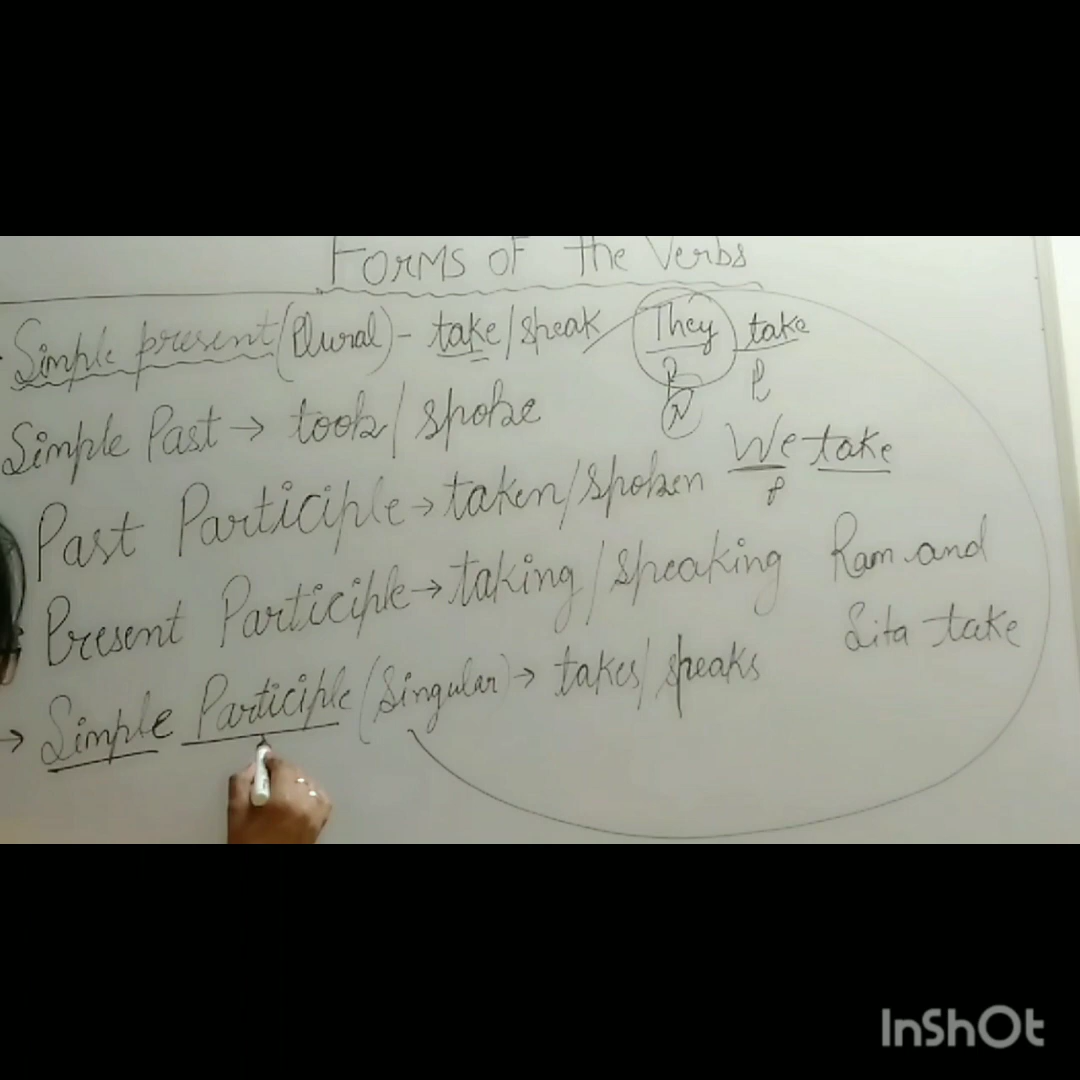 Forms of the Verbs
Simple present (Plural) - take/speak They take
P P
N
Simple Past → took/spoke
We take
P
Past Participle → taken/spoken
Present Participle → taking/speaking Ram and
Sita take
→ Simple Participle (Singular) → takes/speaks
InShOt